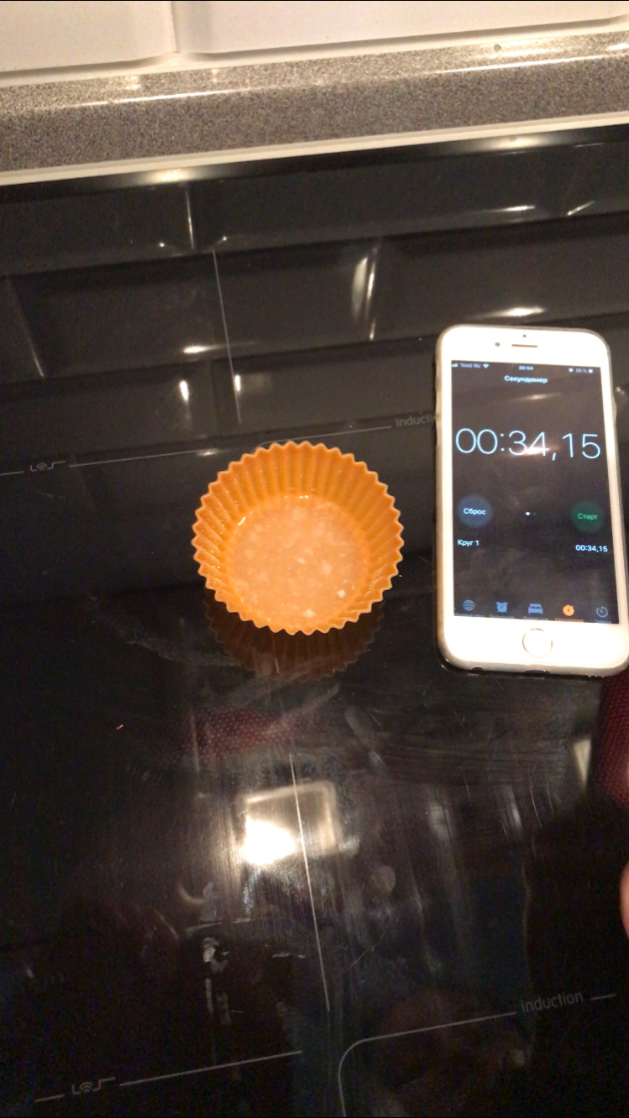 Секундомер
induction
00:34,15
Сброс
Старт
Круг 1
00:34,15
induction